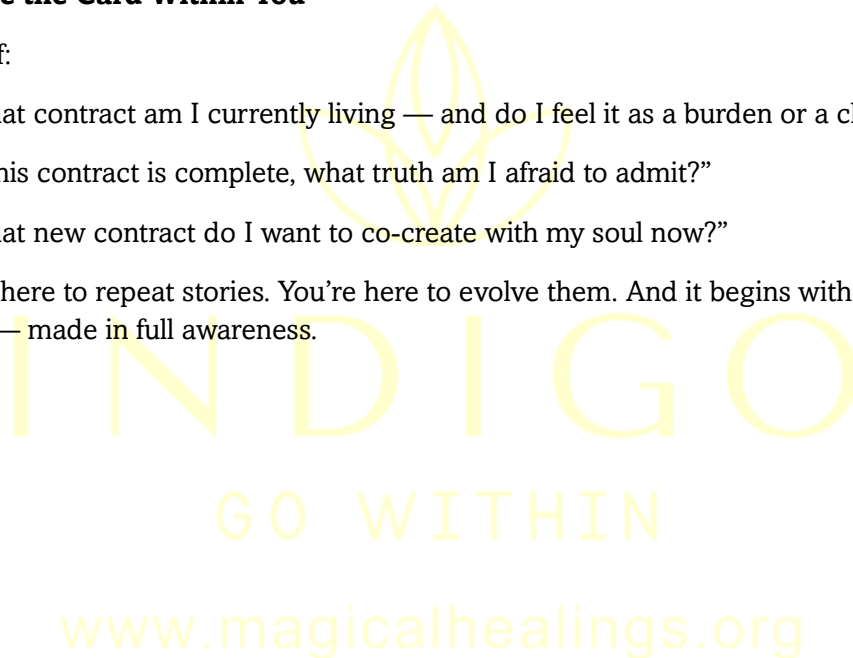 e the Card Within You
f:
hat contract am I currently living — and do I feel it as a burden or a cl
his contract is complete, what truth am I afraid to admit?”
hat new contract do I want to co-create with my soul now?”
here to repeat stories. You’re here to evolve them. And it begins with
— made in full awareness.
INDIGO
GO WITHIN
www.magicalhealings.org